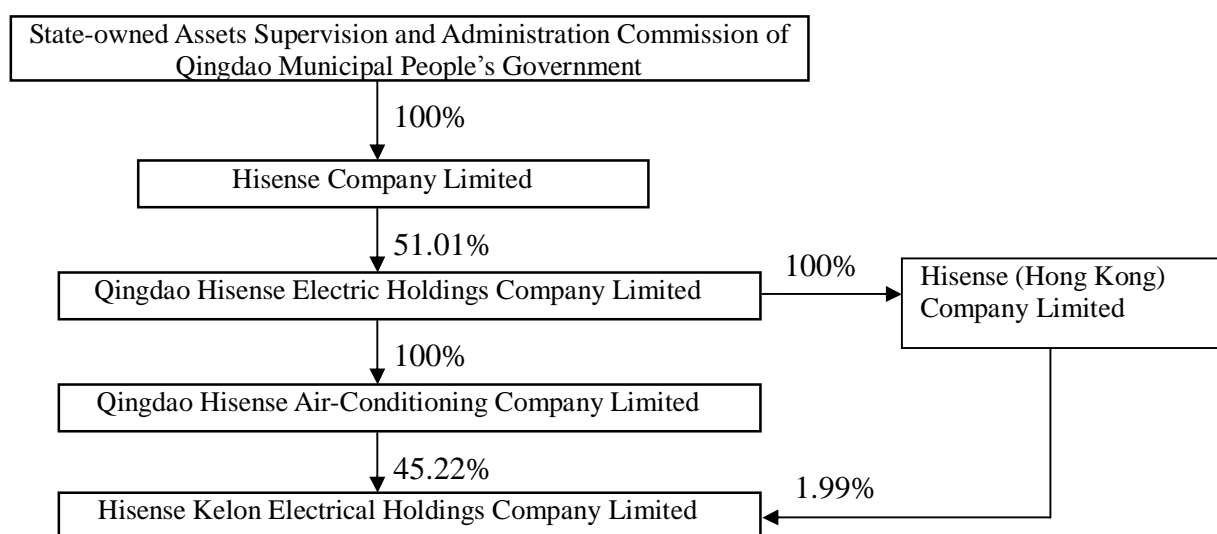 State-owned Assets Supervision and Administration Commission of
Qingdao Municipal People’s Government
100%
Hisense Company Limited
51.01%
Qingdao Hisense Electric Holdings Company Limited
100%
Hisense (Hong Kong)
Company Limited
100%
Qingdao Hisense Air-Conditioning Company Limited
45.22%
1.99%
Hisense Kelon Electrical Holdings Company Limited